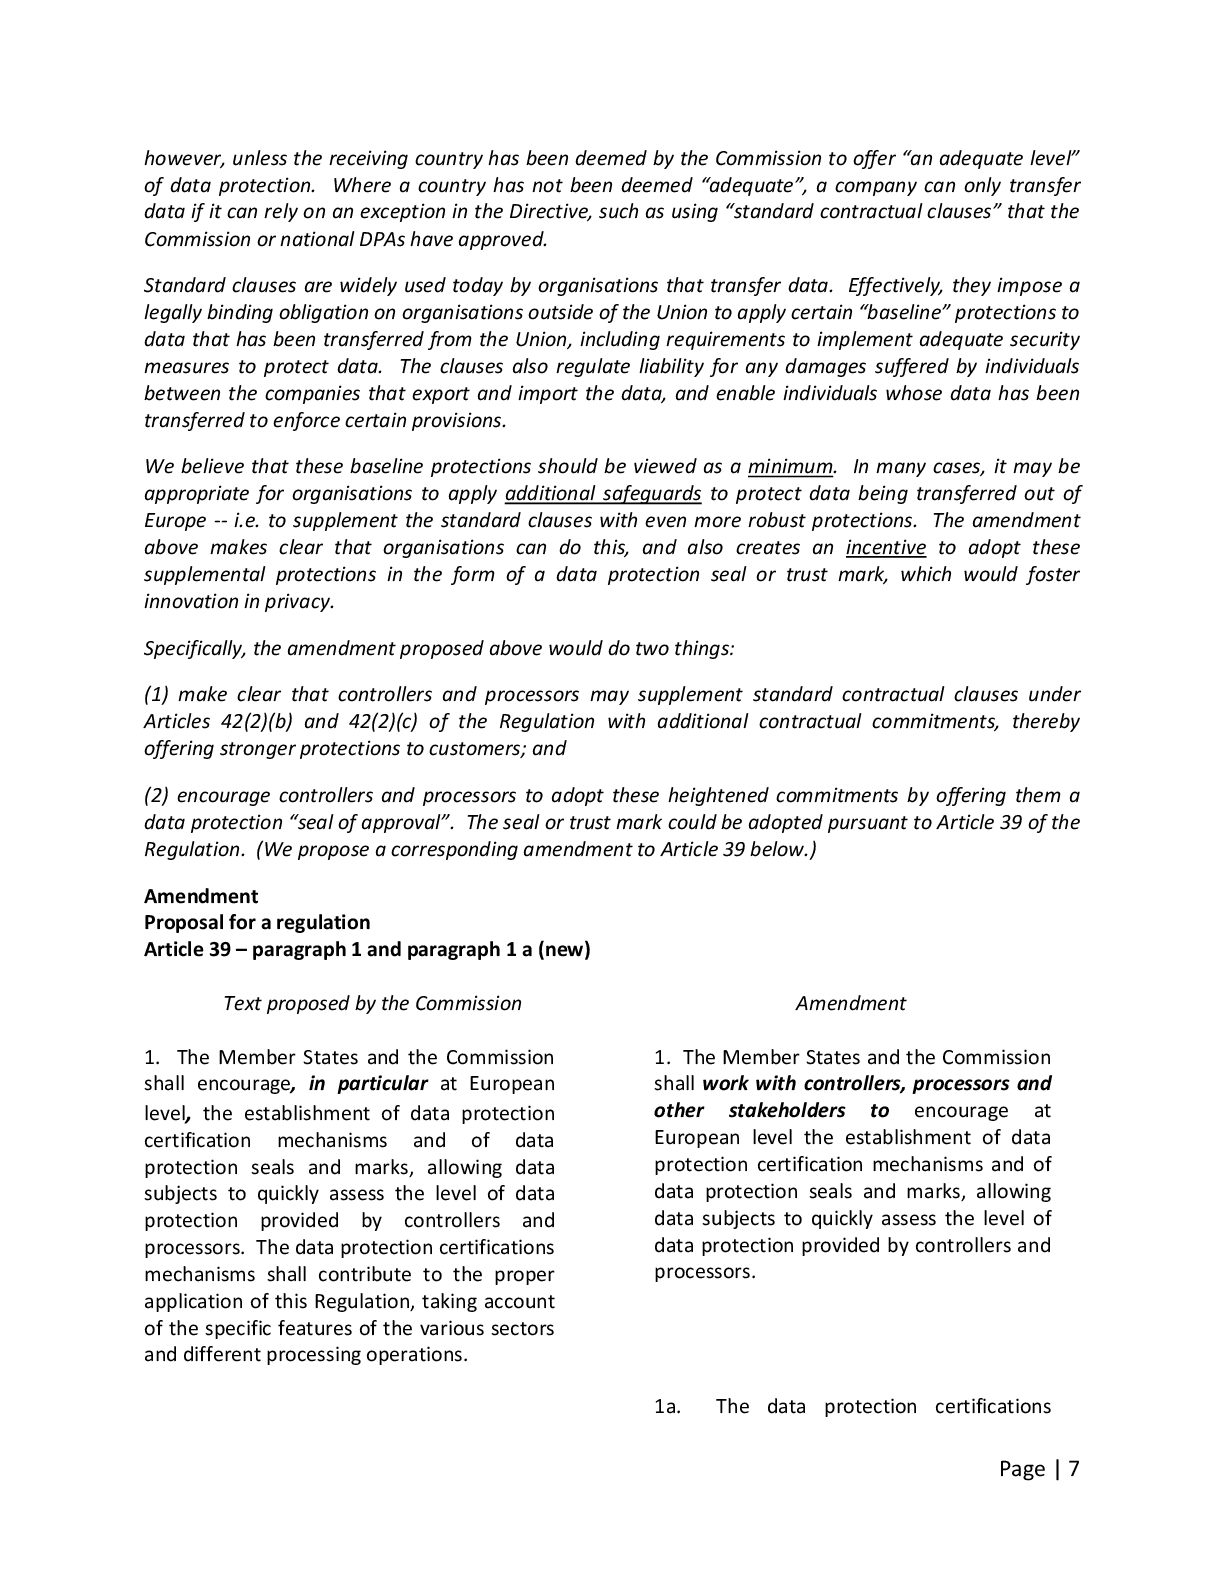 however, unless the receiving country has been deemed by the Commission to offer “an adequate level”
of data protection.  Where a country has not been deemed “adequate”, a company can only transfer
data if it can rely on an exception in the Directive, such as using “standard contractual clauses” that the
Commission or national DPAs have approved.
Standard clauses are widely used today by organisations that transfer data.  Effectively, they impose a
legally binding obligation on organisations outside of the Union to apply certain “baseline” protections to
data that has been transferred from the Union, including requirements to implement adequate security
measures to protect data.  The clauses also regulate liability for any damages suffered by individuals
between the companies that export and import the data, and enable individuals whose data has been
transferred to enforce certain provisions.
We believe that these baseline protections should be viewed as a minimum.  In many cases, it may be
appropriate for organisations to apply additional safeguards to protect data being transferred out of
Europe -- i.e. to supplement the standard clauses with even more robust protections.  The amendment
above makes clear that organisations can do this, and also creates an incentive to adopt these
supplemental protections in the form of a data protection seal or trust mark, which would foster
innovation in privacy.
Specifically, the amendment proposed above would do two things:
(1) make clear that controllers and processors may supplement standard contractual clauses under
Articles 42(2)(b) and 42(2)(c) of the Regulation with additional contractual commitments, thereby
offering stronger protections to customers; and
(2) encourage controllers and processors to adopt these heightened commitments by offering them a
data protection “seal of approval”.  The seal or trust mark could be adopted pursuant to Article 39 of the
Regulation.  (We propose a corresponding amendment to Article 39 below.)
Amendment
Proposal for a regulation
Article 39 – paragraph 1 and paragraph 1 a (new)
Text proposed by the Commission
1.  The Member States and the Commission
shall encourage, in particular at European
level, the establishment of data protection
certification mechanisms and of data
protection seals and marks, allowing data
subjects to quickly assess the level of data
protection provided by controllers and
processors.  The data protection certifications
mechanisms shall contribute to the proper
application of this Regulation, taking account
of the specific features of the various sectors
and different processing operations.
Amendment
1.  The Member States and the Commission
shall work with controllers, processors and
other stakeholders to encourage at
European level the establishment of data
protection certification mechanisms and of
data protection seals and marks, allowing
data subjects to quickly assess the level of
data protection provided by controllers and
processors.
1a.  The data protection certifications
Page | 7